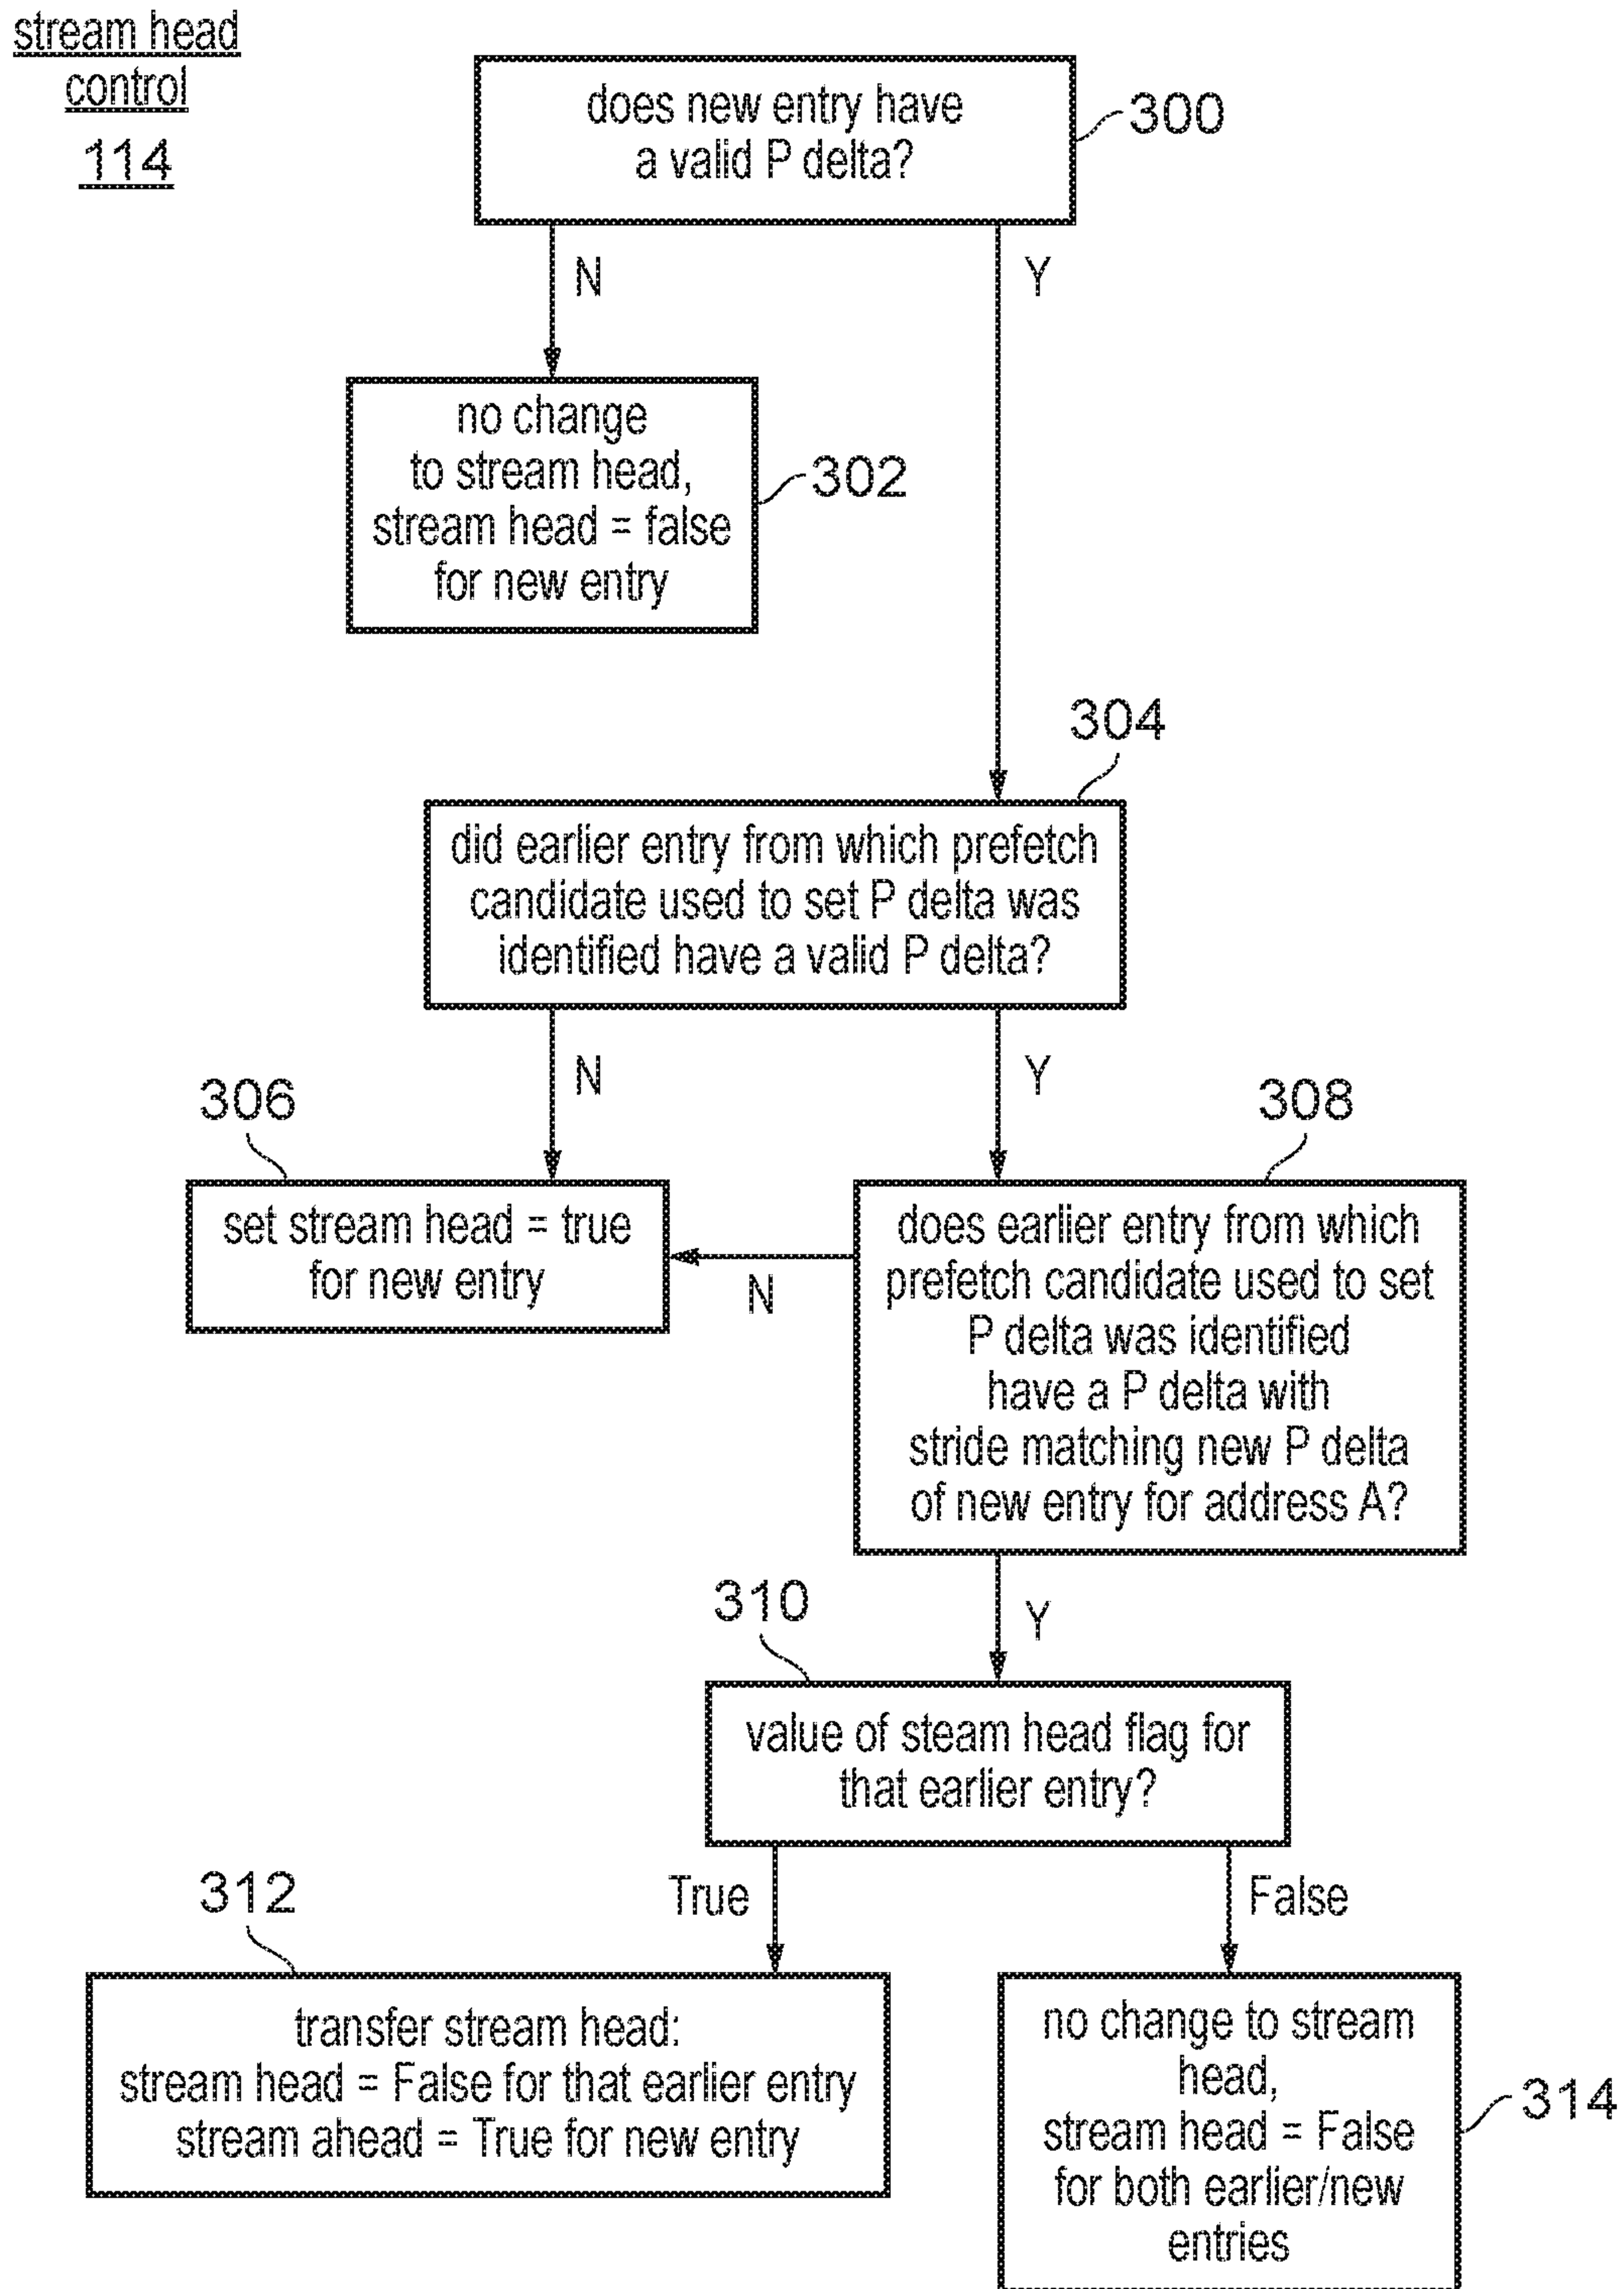 stream head
control
114
does new entry have
a valid P delta?
300
N
Y
no change
to stream head,
stream head = false
for new entry
302
304
did earlier entry from which prefetch
candidate used to set P delta was
identified have a valid P delta?
N
Y
306
308
set stream head = true
for new entry
N
does earlier entry from which
prefetch candidate used to set
P delta was identified
have a P delta with
stride matching new P delta
of new entry for address A?
310
Y
value of steam head flag for
that earlier entry?
312
True
False
transfer stream head:
stream head = False for that earlier entry
stream ahead = True for new entry
no change to stream
head,
stream head = False
for both earlier/new
entries
314